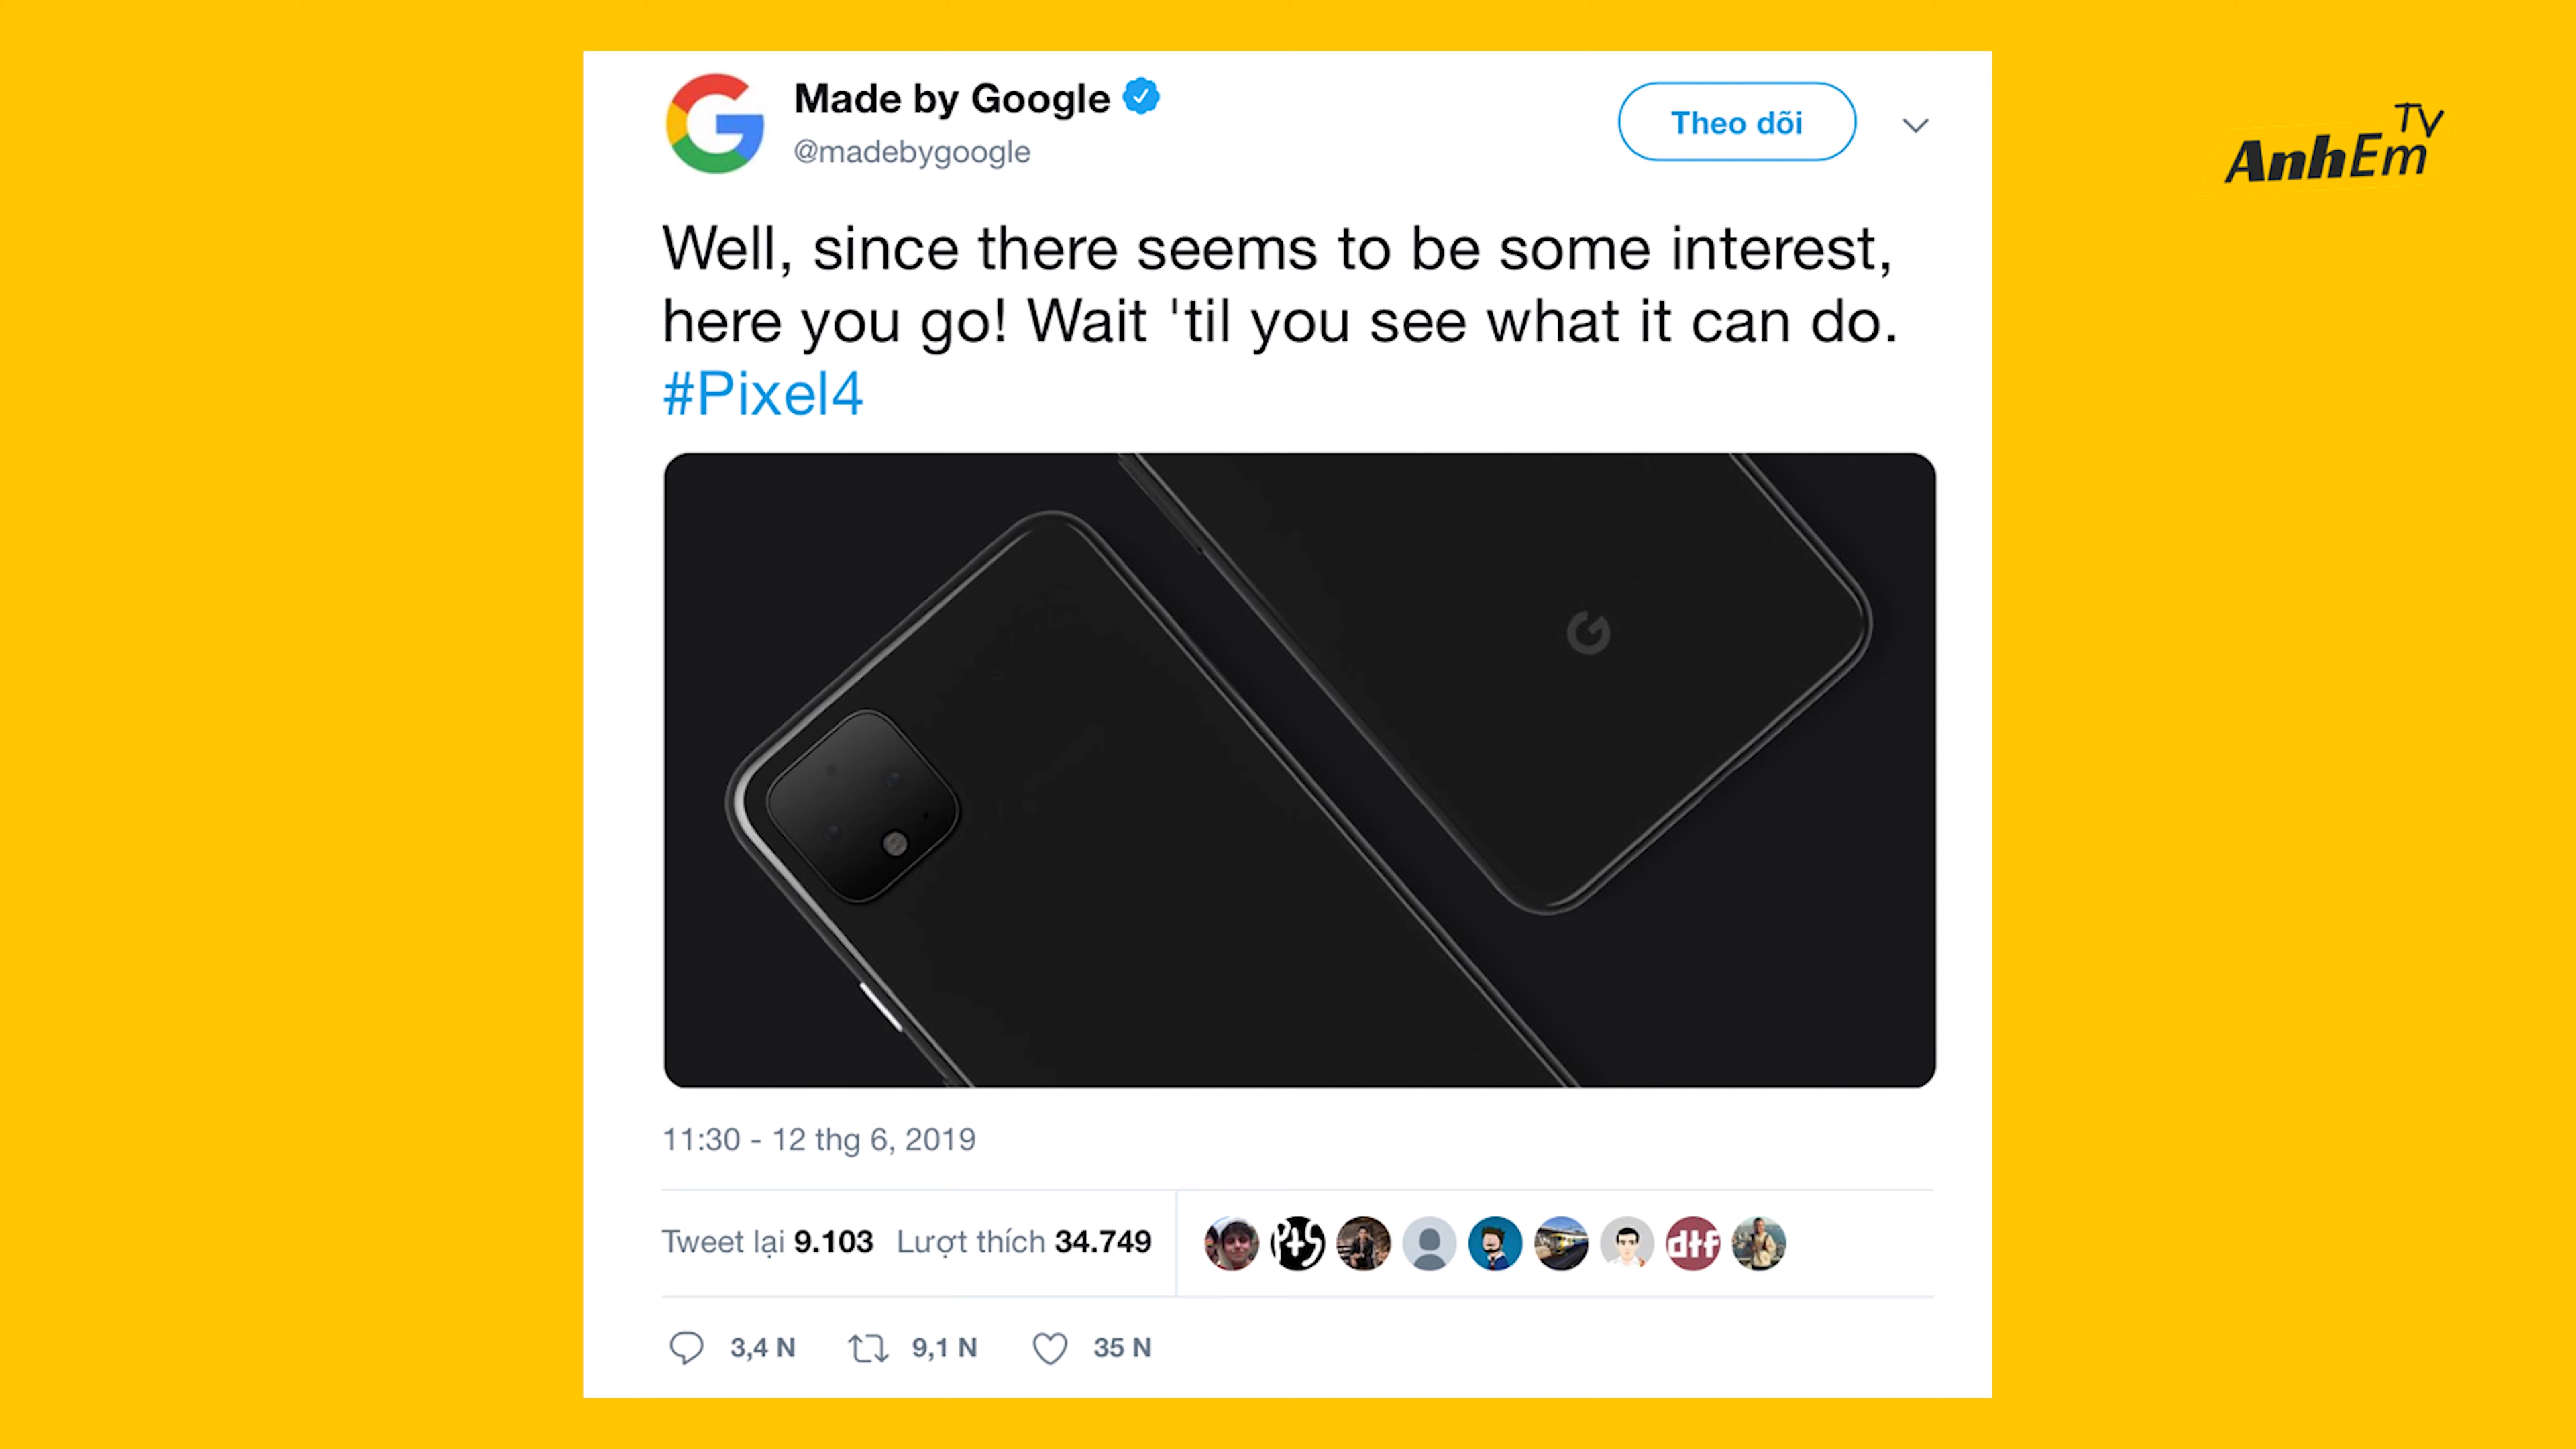 Made by Google
@madebygoogle
Theo dõi
TV
AnhEm
Well, since there seems to be some interest,
here you go! Wait 'til you see what it can do.
#Pixel4
G
11:30 - 12 thg 6, 2019
Tweet lại 9.103 Lượt thích 34.749
P+S
dtf
3,4 N 9,1 N 35 N